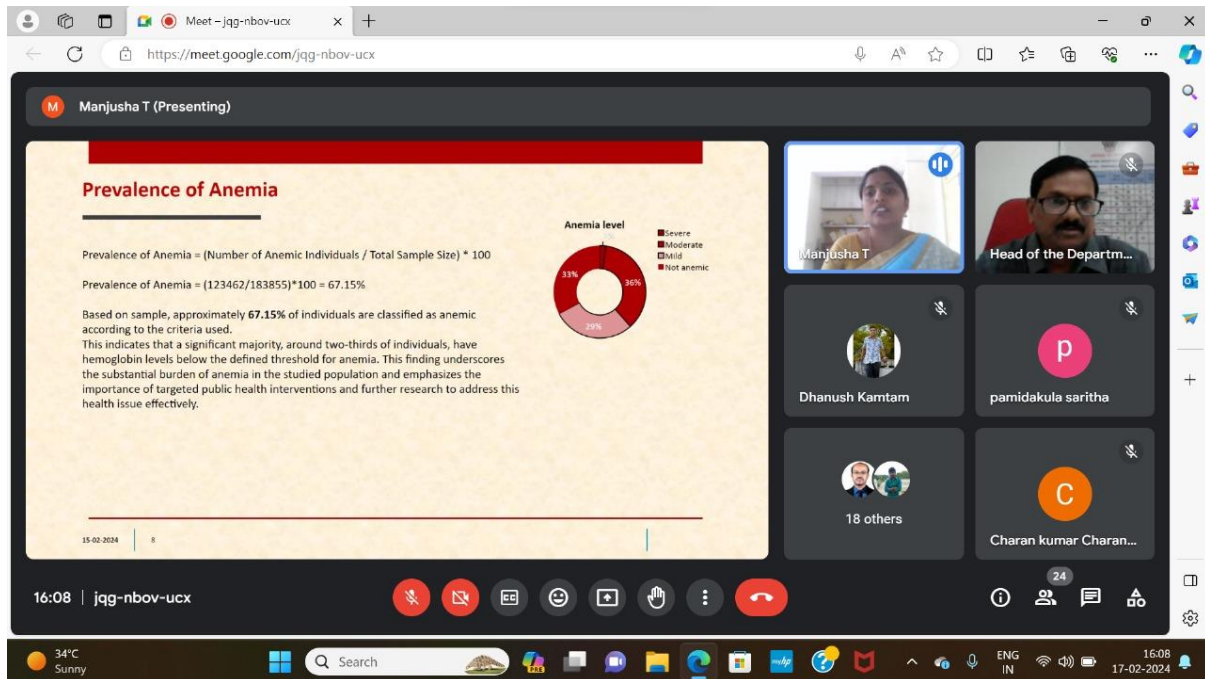 Meet – jqg-nbov-ucx
https://meet.google.com/jqg-nbov-ucx
M
Manjusha T (Presenting)
Prevalence of Anemia
Prevalence of Anemia = (Number of Anemic Individuals / Total Sample Size) * 100
Prevalence of Anemia = (123462/183855)*100 = 67.15%
Based on sample, approximately 67.15% of individuals are classified as anemic
according to the criteria used.
This indicates that a significant majority, around two-thirds of individuals, have
hemoglobin levels below the defined threshold for anemia. This finding underscores
the substantial burden of anemia in the studied population and emphasizes the
importance of targeted public health interventions and further research to address this
health issue effectively.
Anemia level
Severe
Moderate
Mild
Not anemic
33%
36%
29%
15-02-2024
8
Manjusha T
Head of the Departm...
Dhanush Kamtam
p
pamidakula saritha
18 others
C
Charan kumar Charan...
16:08 | jqg-nbov-ucx
24
34°C
Sunny
Search
PRE
hp
ENG
IN
16:08
17-02-2024